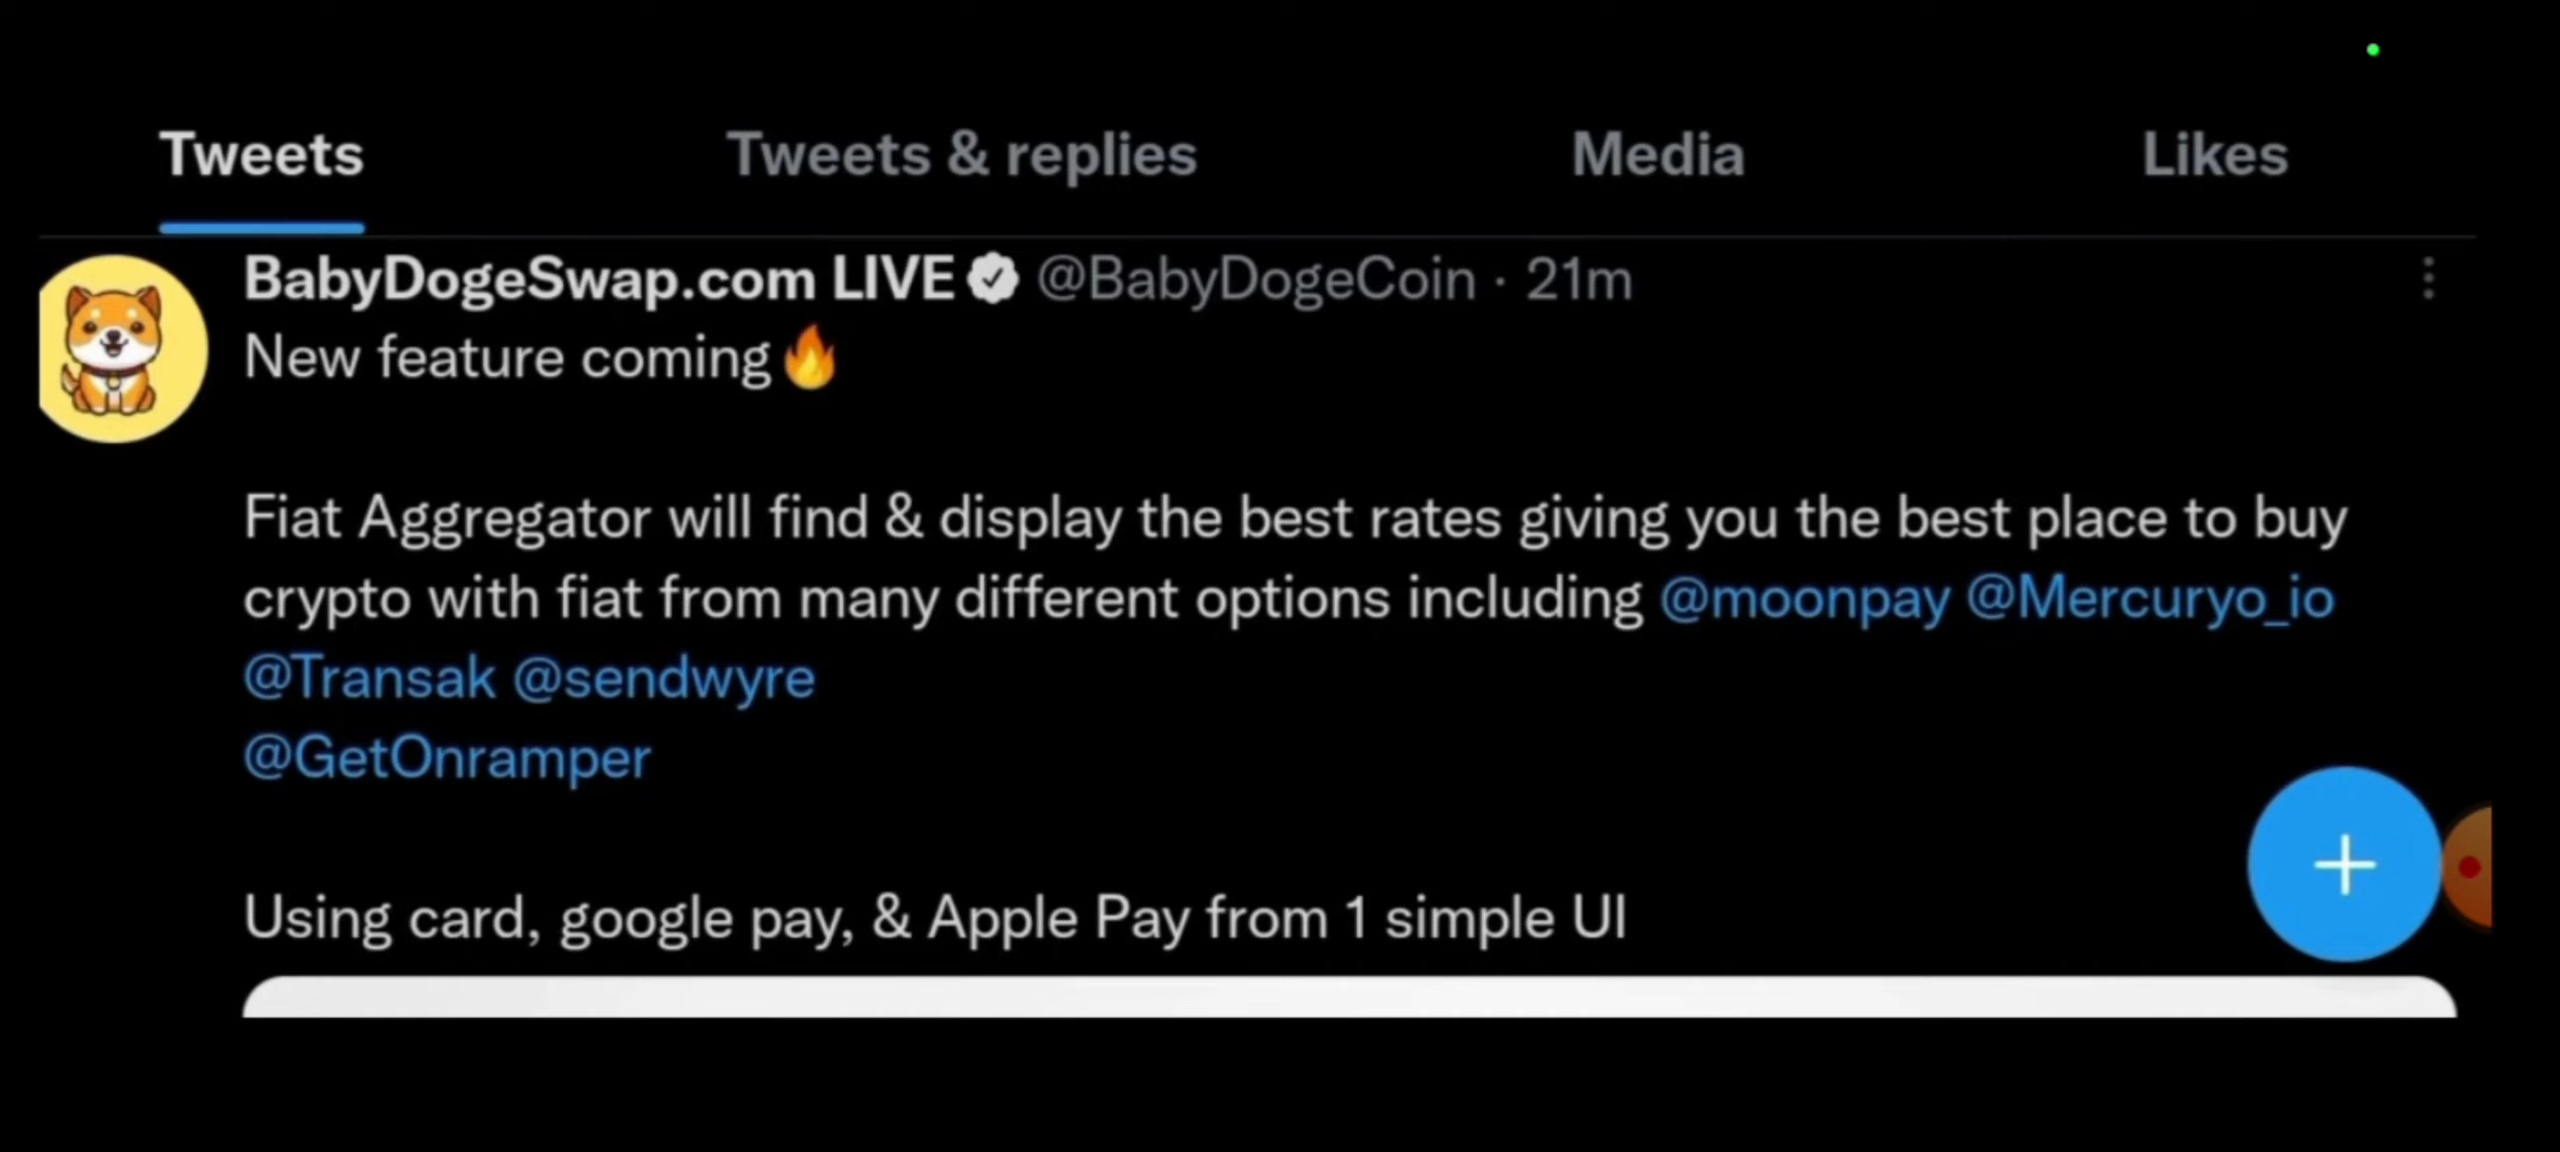 Tweets Tweets & replies Media Likes
BabyDogeSwap.com LIVE @BabyDogeCoin · 21m
New feature coming🔥
Fiat Aggregator will find & display the best rates giving you the best place to buy
crypto with fiat from many different options including @moonpay @Mercuryo_io
@Transak @sendwyre
@GetOnramper
Using card, google pay, & Apple Pay from 1 simple UI